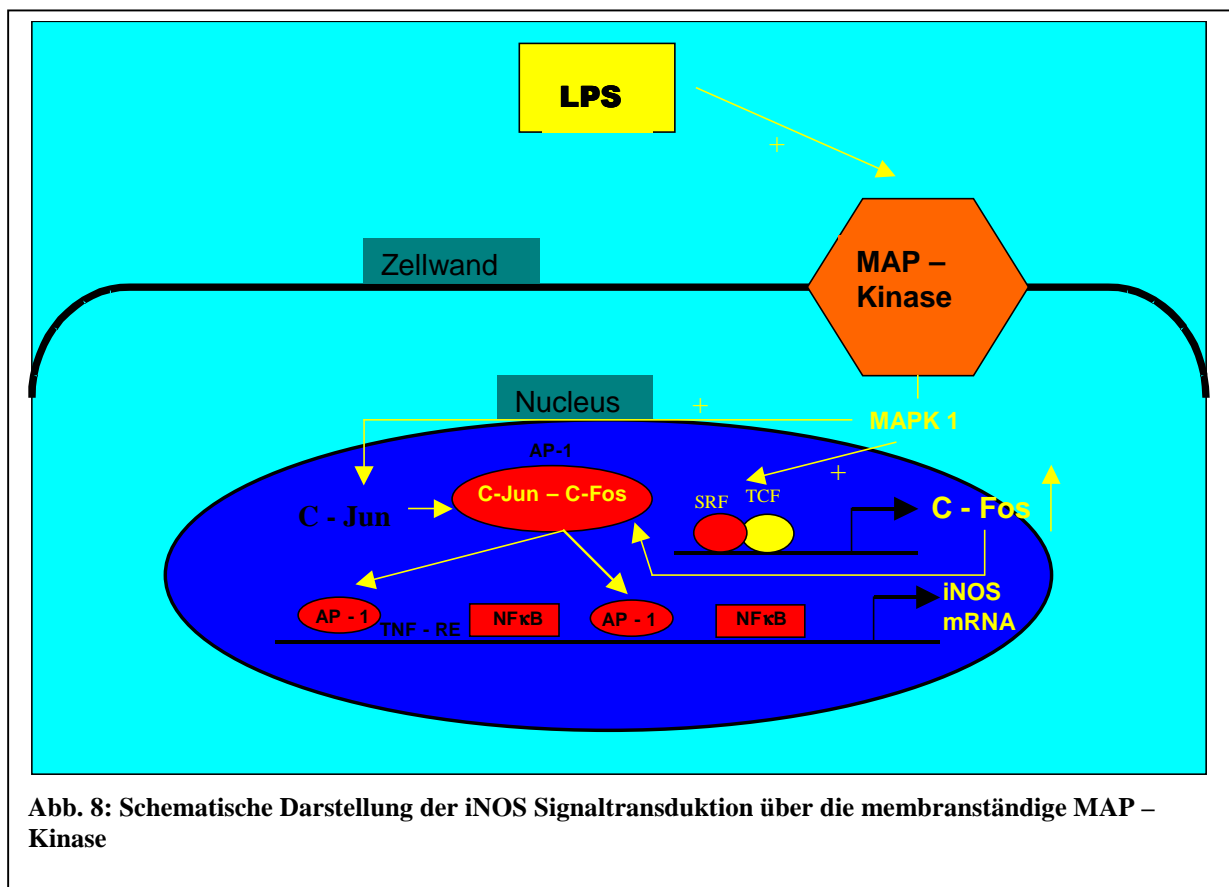 LPS
+
Zellwand
MAP –
Kinase
Nucleus
+
MAPK 1
AP-1
+
C-Jun – C-Fos
SRF
TCF
C - Jun
C - Fos
iNOS
mRNA
AP - 1
TNF - RE
NFκB
AP - 1
NFκB
Abb. 8: Schematische Darstellung der iNOS Signaltransduktion über die membranständige MAP –
Kinase